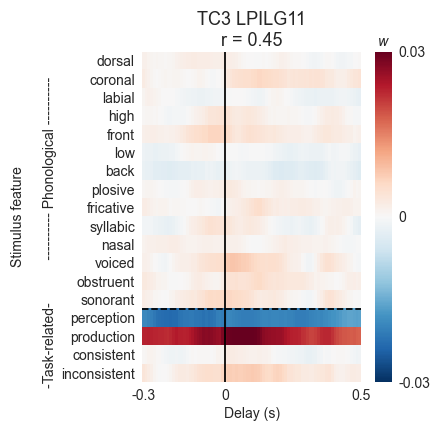 TC3 LPILG11
r = 0.45
w
dorsal
coronal
labial
high
front
low
back
plosive
fricative
syllabic
nasal
voiced
obstruent
sonorant
perception
production
consistent
inconsistent
Stimulus feature
-Task-related-
---------- Phonological ----------
0.03
0
-0.03
-0.3
0
0.5
Delay (s)